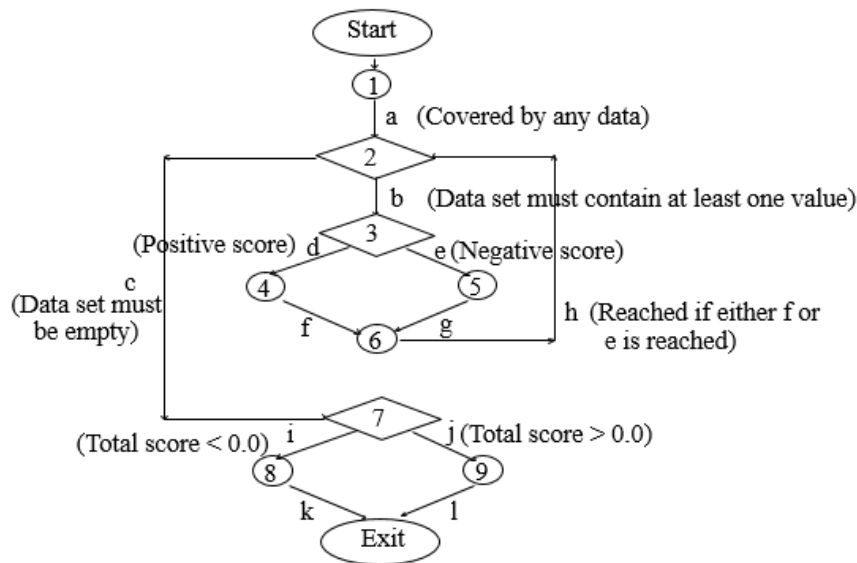 Start
1
a (Covered by any data)
2
b (Data set must contain at least one value)
3
(Positive score) d
e (Negative score)
c
(Data set must
be empty)
4
5
f
g
6
h (Reached if either f or
e is reached)
7
(Total score < 0.0) i
j (Total score > 0.0)
8
9
k
l
Exit